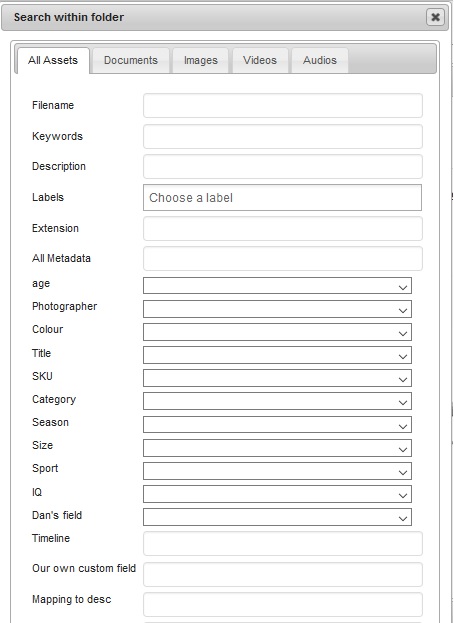 Search within folder
All Assets Documents Images Videos Audios
Filename
Keywords
Description
Labels Choose a label
Extension
All Metadata
age
Photographer
Colour
Title
SKU
Category
Season
Size
Sport
IQ
Dan's field
Timeline
Our own custom field
Mapping to desc